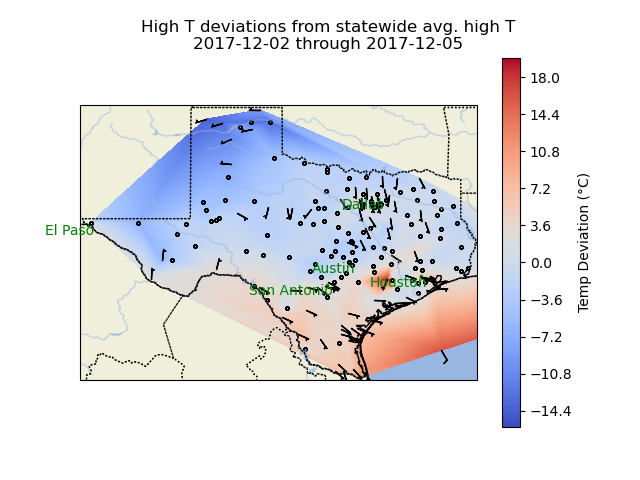 High T deviations from statewide avg. high T
2017-12-02 through 2017-12-05
18.0
14.4
10.8
7.2
3.6
0.0
−3.6
−7.2
−10.8
−14.4
Temp Deviation (°C)
Dallas
El Paso
Austin
Houston
San Antonio